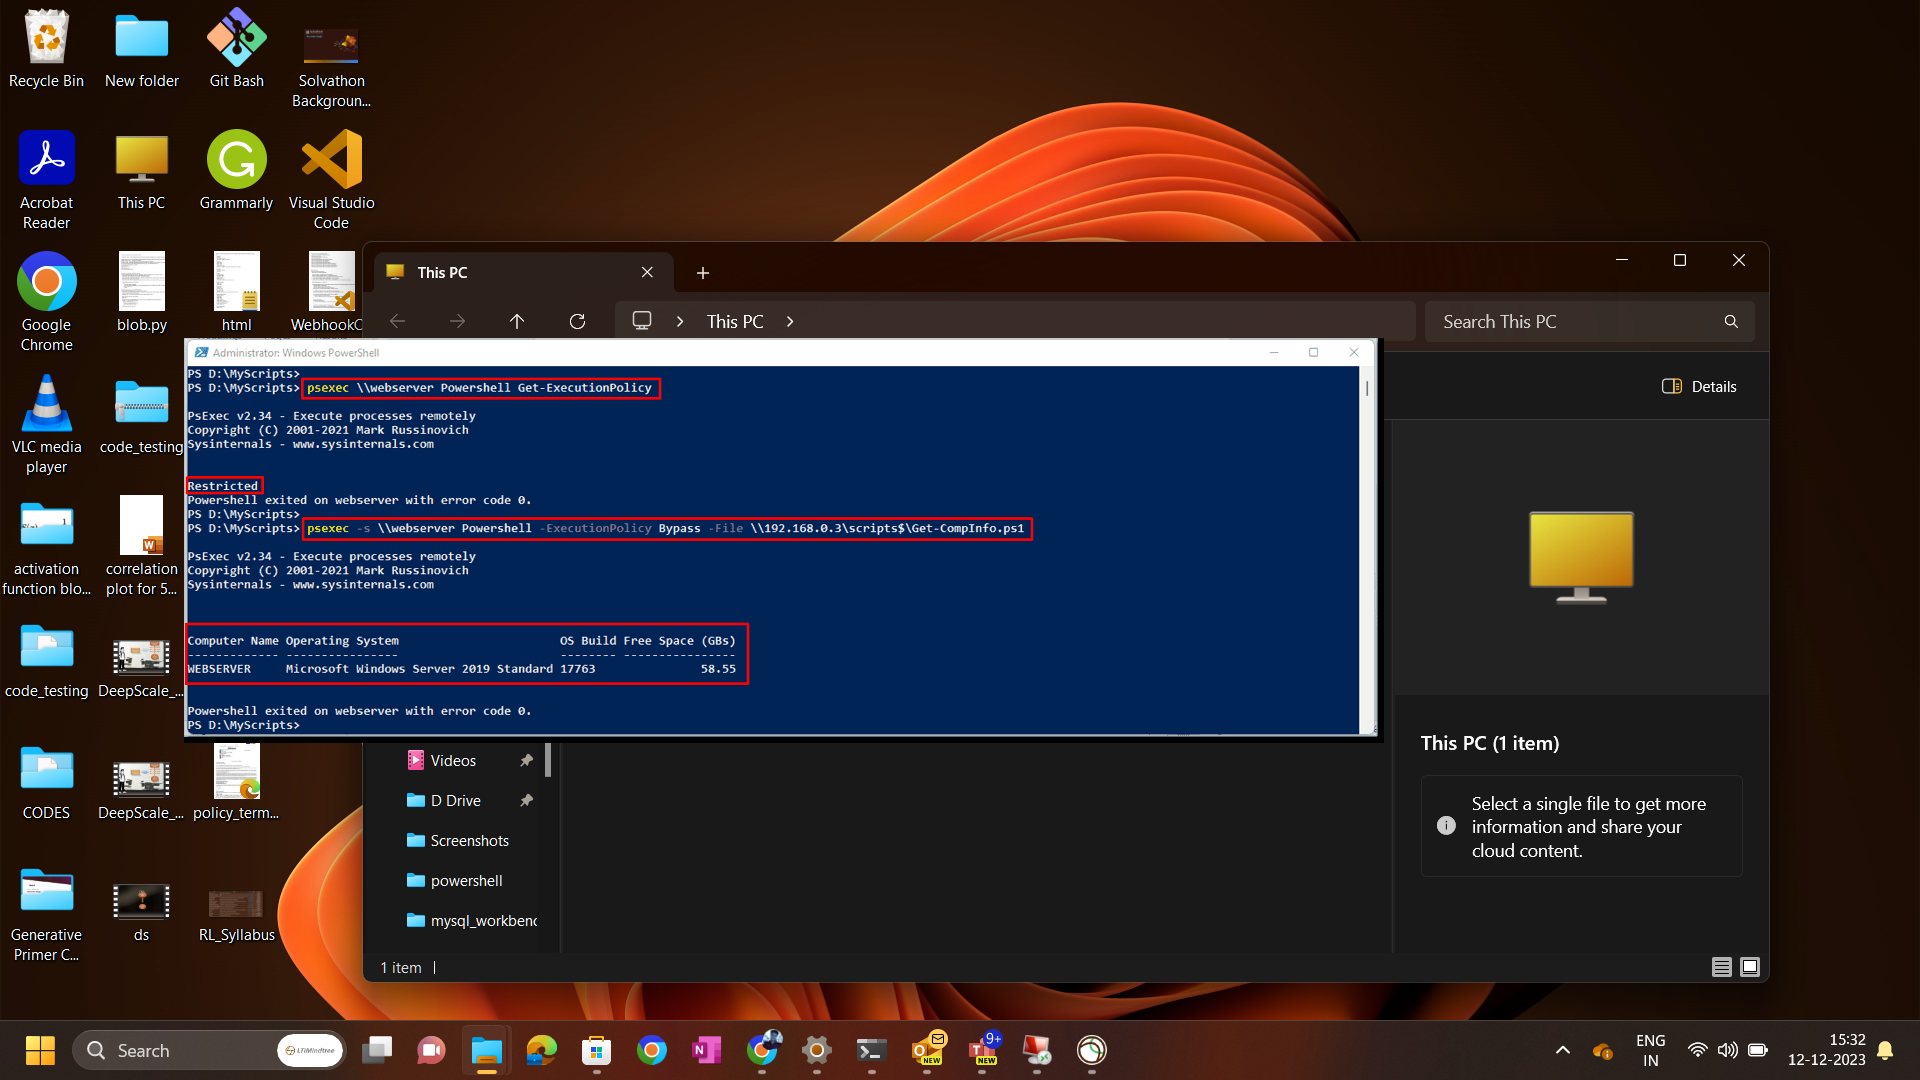 Recycle Bin
New folder
Git Bash
Solvathon
Backgroun...
Acrobat
Reader
This PC
Grammarly
Visual Studio
Code
Google
Chrome
blob.py
html
WebhookC
VLC media
player
code_testing
activation
function blo...
correlation
plot for 5...
code_testing
DeepScale_...
CODES
DeepScale_...
policy_term...
Generative
Primer C...
ds
RL_Syllabus
This PC
This PC
Search This PC
Details
Administrator: Windows PowerShell
PS D:\MyScripts>
PS D:\MyScripts> psexec \\webserver Powershell Get-ExecutionPolicy
PsExec v2.34 - Execute processes remotely
Copyright (C) 2001-2021 Mark Russinovich
Sysinternals - www.sysinternals.com
Restricted
Powershell exited on webserver with error code 0.
PS D:\MyScripts>
PS D:\MyScripts> psexec -s \\webserver Powershell -ExecutionPolicy Bypass -File \\192.168.0.3\scripts$\Get-CompInfo.ps1
PsExec v2.34 - Execute processes remotely
Copyright (C) 2001-2021 Mark Russinovich
Sysinternals - www.sysinternals.com
Computer Name Operating System OS Build Free Space (GBs)
------------- ---------------- -------- ----------------
WEBSERVER Microsoft Windows Server 2019 Standard 17763 58.55
Powershell exited on webserver with error code 0.
PS D:\MyScripts>
Videos
D Drive
Screenshots
powershell
mysql_workbenc
This PC (1 item)
Select a single file to get more
information and share your
cloud content.
1 item
Search
LTIMindtree
NEW
9+
NEW
ENG
IN
15:32
12-12-2023